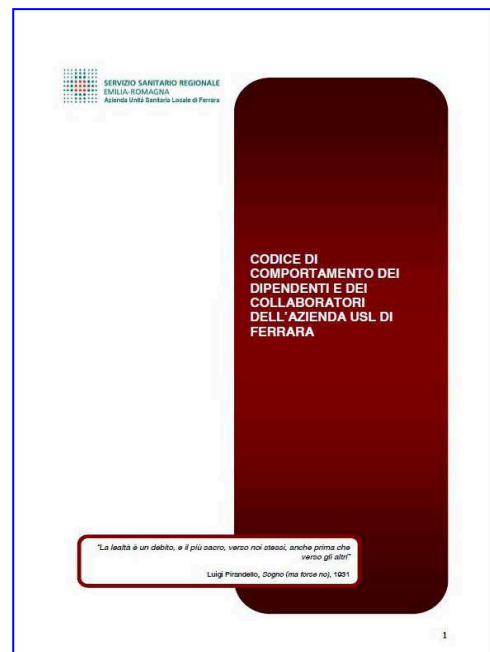 SERVIZIO SANITARIO REGIONALE
EMILIA-ROMAGNA
Azienda Unità Sanitaria Locale di Ferrara
CODICE DI
COMPORTAMENTO DEI
DIPENDENTI E DEI
COLLABORATORI
DELL'AZIENDA USL DI
FERRARA
"La lealtà è un debito, e il più sacro, verso noi stessi, anche prima che
verso gli altri"
Luigi Pirandello, Sogno (ma forse no), 1931
1